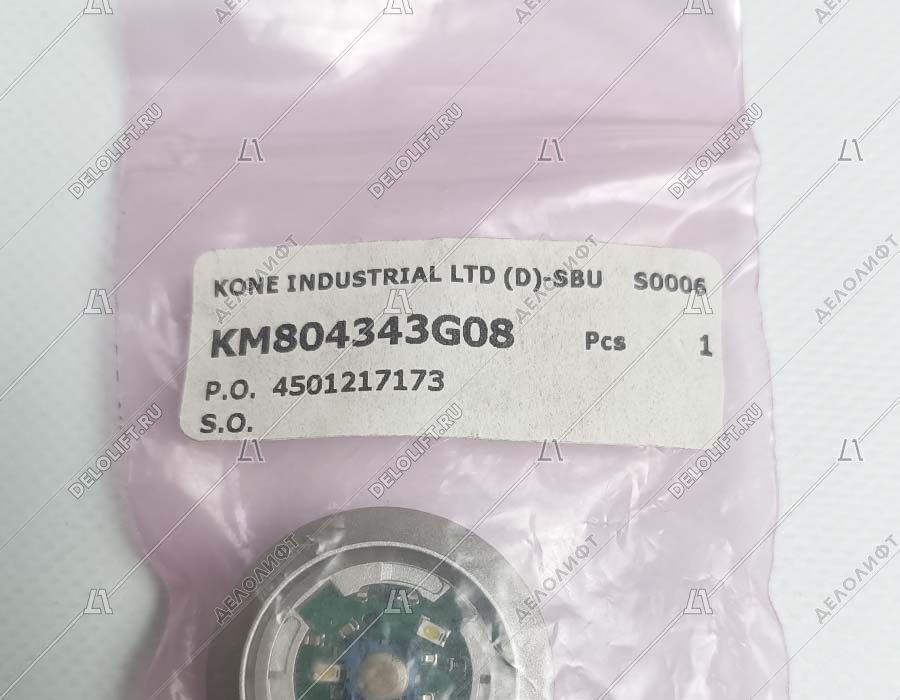 KONE INDUSTRIAL LTD (D)-SBU S0006
KM804343G08 Pcs 1
P.O. 4501217173
S.O.
DELOLIFT.RU
ДЕЛОЛИФТ